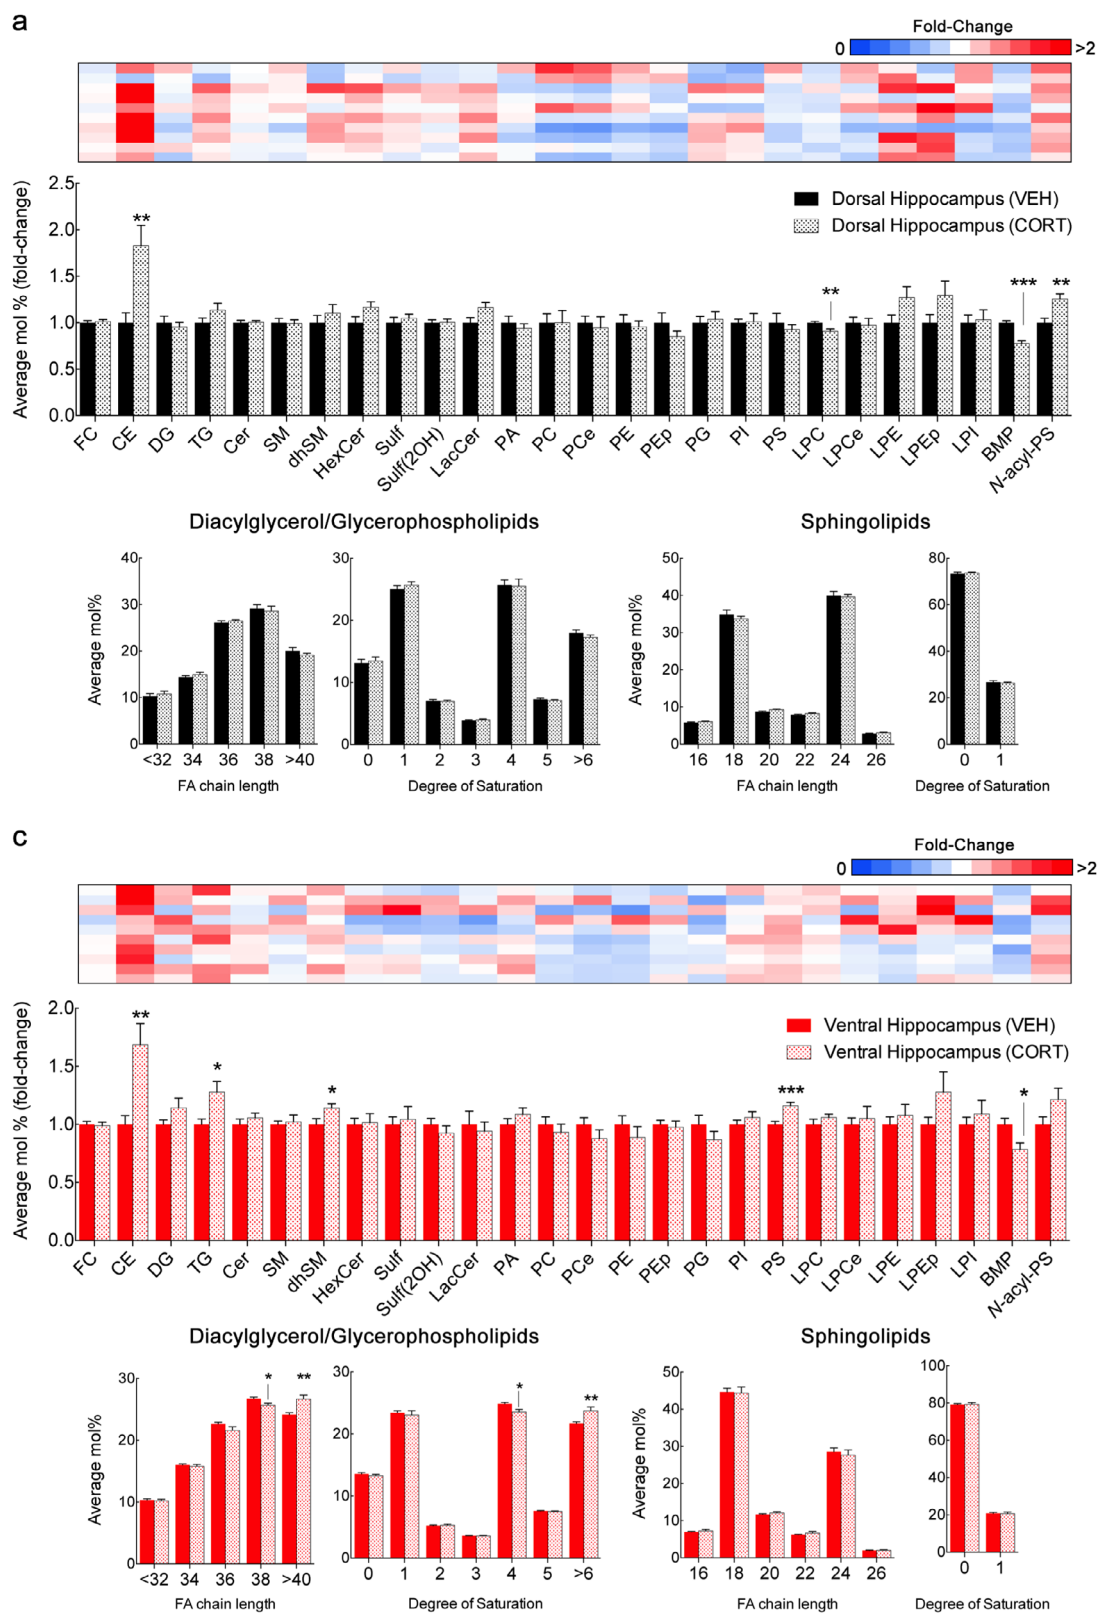 a
Fold-Change
0 >2
Average mol % (fold-change)
2.5
2.0
1.5
1.0
0.5
0.0
Dorsal Hippocampus (VEH)
Dorsal Hippocampus (CORT)
** ** *** **
FC CE DG TG Cer SM dhSM HexCer Sulf Sulf(2OH) LacCer PA PC PCe PE PEp PG PI PS LPC LPCe LPE LPEp LPI BMP N-acyl-PS
Diacylglycerol/Glycerophospholipids
Sphingolipids
Average mol%
40
30
20
10
0
<32 34 36 38 >40
FA chain length
30
20
10
0
0 1 2 3 4 5 >6
Degree of Saturation
Average mol%
50
40
30
20
10
0
16 18 20 22 24 26
FA chain length
80
60
40
20
0
0 1
Degree of Saturation
c
Fold-Change
0 >2
Average mol % (fold-change)
2.0
1.5
1.0
0.5
0.0
Ventral Hippocampus (VEH)
Ventral Hippocampus (CORT)
** * * *** *
FC CE DG TG Cer SM dhSM HexCer Sulf Sulf(2OH) LacCer PA PC PCe PE PEp PG PI PS LPC LPCe LPE LPEp LPI BMP N-acyl-PS
Diacylglycerol/Glycerophospholipids
Sphingolipids
Average mol%
30
20
10
0
* **
<32 34 36 38 >40
FA chain length
30
20
10
0
* **
0 1 2 3 4 5 >6
Degree of Saturation
Average mol%
50
40
30
20
10
0
16 18 20 22 24 26
FA chain length
100
80
60
40
20
0
0 1
Degree of Saturation